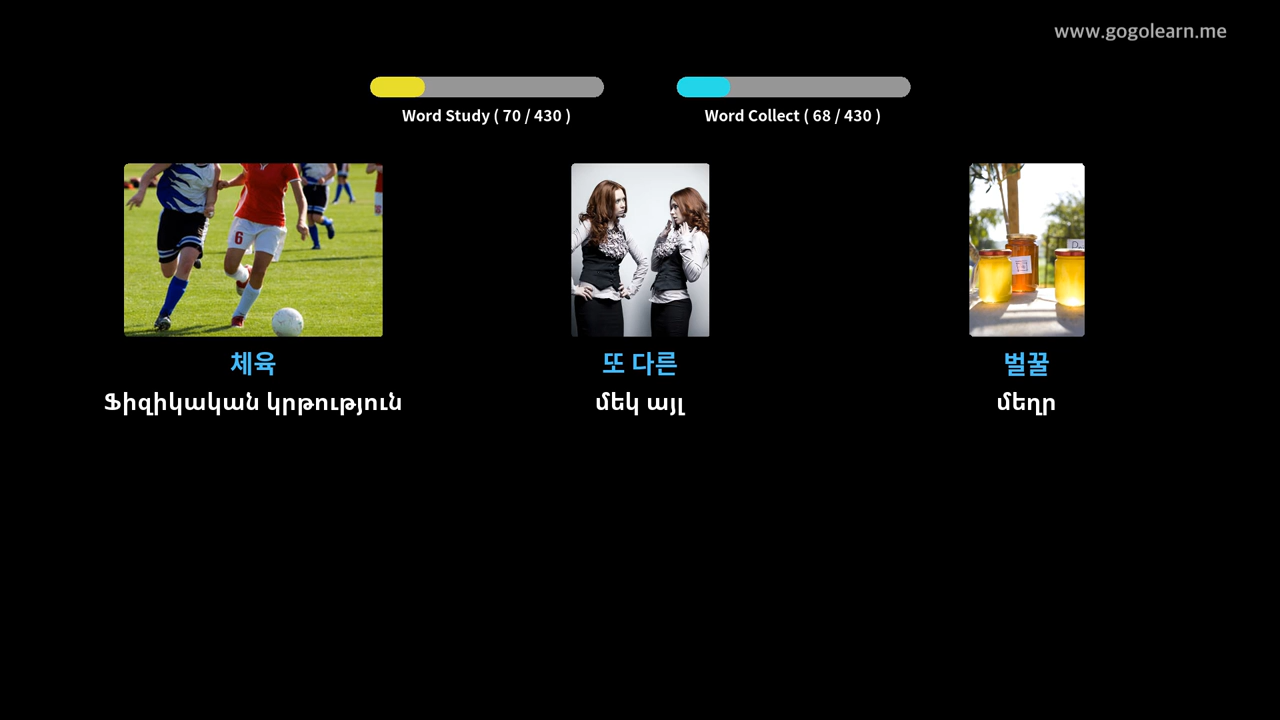 www.gogolearn.me
Word Study ( 70 / 430 )
Word Collect ( 68 / 430 )
6
체육
Ֆիզիկական կրթություն
또 다른
մեկ այլ
벌꿀
մեղր